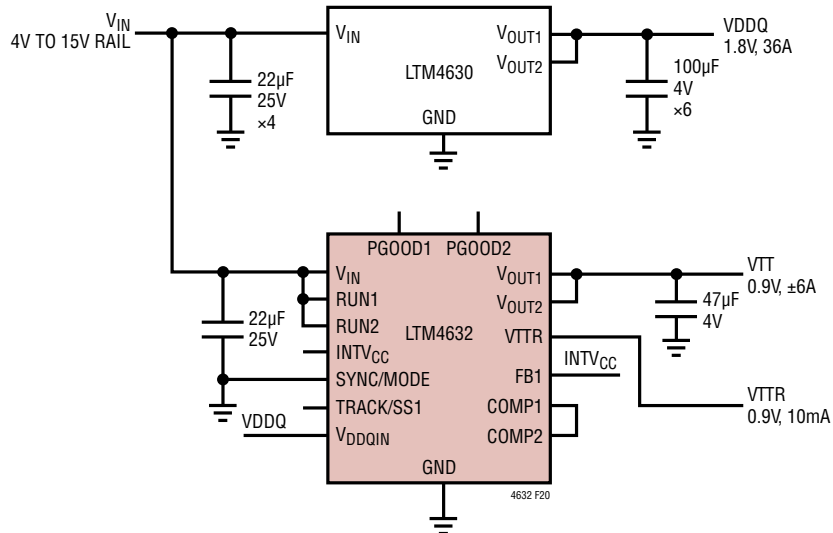 VIN
4V TO 15V RAIL
22µF
25V
×4
VIN
LTM4630
VOUT1
VOUT2
GND
100µF
4V
×6
VDDQ
1.8V, 36A
PGOOD1 PGOOD2
VIN
RUN1
RUN2
INTVCC
SYNC/MODE
TRACK/SS1
VDDQIN
LTM4632
VOUT1
VOUT2
VTTR
FB1
COMP1
COMP2
GND
22µF
25V
VDDQ
INTVCC
47µF
4V
VTT
0.9V, ±6A
VTTR
0.9V, 10mA
4632 F20